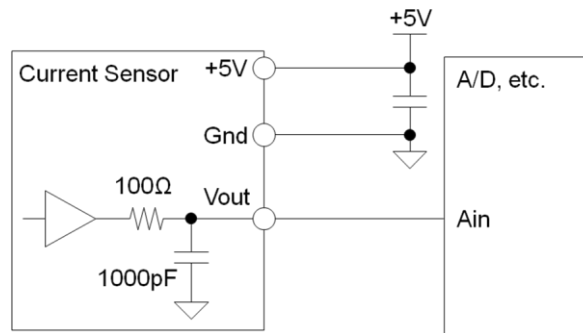 +5V
Current Sensor
+5V
A/D, etc.
Gnd
100Ω
Vout
Ain
1000pF